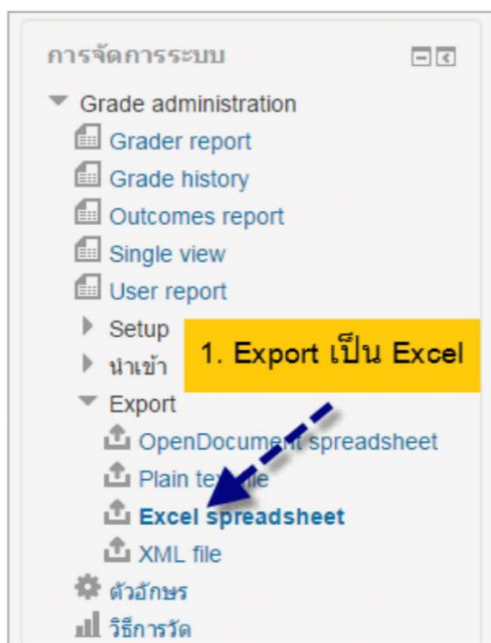 การจัดการระบบ
Grade administration
Grader report
Grade history
Outcomes report
Single view
User report
Setup
นำเข้า
1. Export เป็น Excel
Export
OpenDocument spreadsheet
Plain text file
Excel spreadsheet
XML file
ตัวอักษร
วิธีการวัด